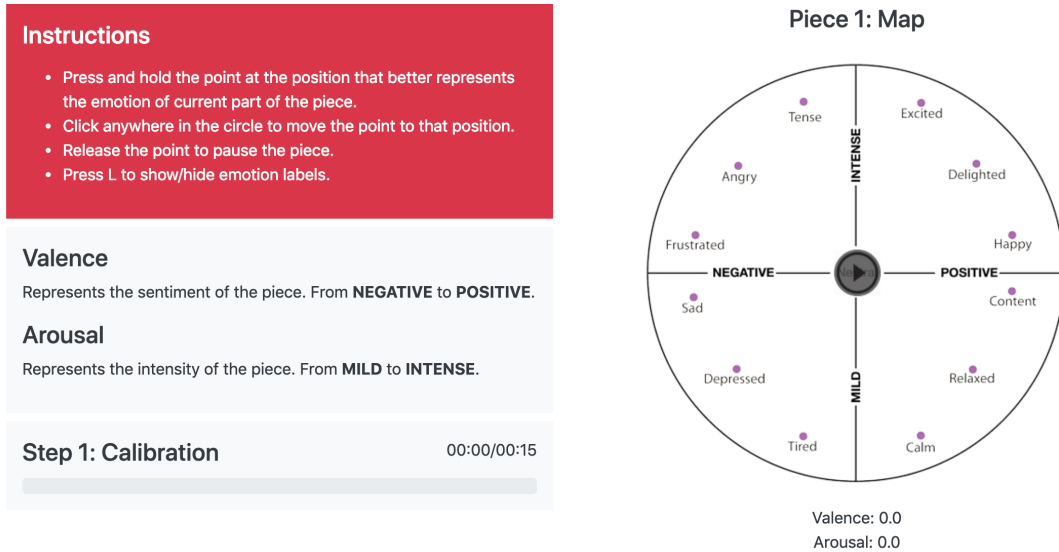 Instructions
• Press and hold the point at the position that better represents
the emotion of current part of the piece.
• Click anywhere in the circle to move the point to that position.
• Release the point to pause the piece.
• Press L to show/hide emotion labels.
Valence
Represents the sentiment of the piece. From NEGATIVE to POSITIVE.
Arousal
Represents the intensity of the piece. From MILD to INTENSE.
Step 1: Calibration 00:00/00:15
Piece 1: Map
Tense
Excited
INTENSE
Angry
Delighted
Frustrated
Happy
NEGATIVE
POSITIVE
Sad
Content
Depressed
MILD
Relaxed
Tired
Calm
Valence: 0.0
Arousal: 0.0